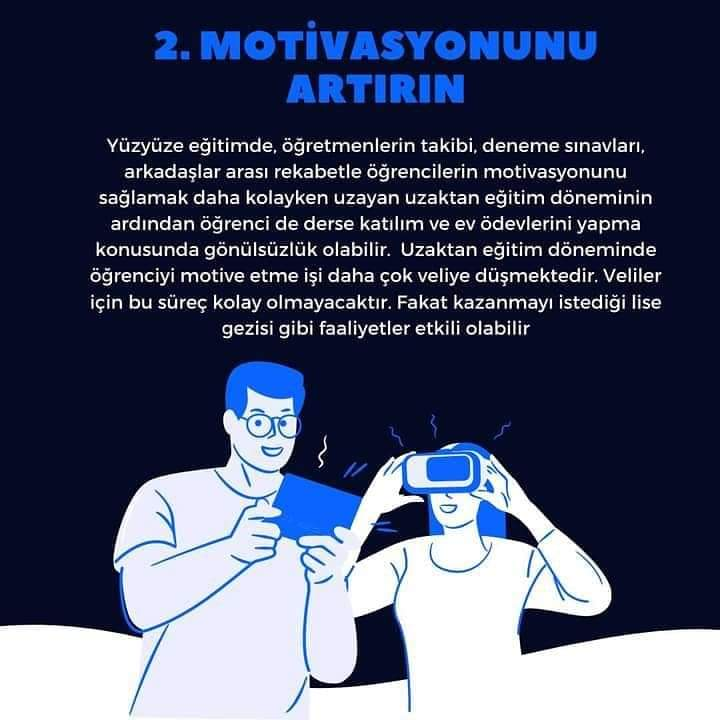 2. MOTİVASYONUNU
ARTIRIN
Yüzyüze eğitimde, öğretmenlerin takibi, deneme sınavları,
arkadaşlar arası rekabetle öğrencilerin motivasyonunu
sağlamak daha kolayken uzayan uzaktan eğitim döneminin
ardından öğrenci de derse katılım ve ev ödevlerini yapma
konusunda gönülsüzlük olabilir. Uzaktan eğitim döneminde
öğrenciyi motive etme işi daha çok veliye düşmektedir. Veliler
için bu süreç kolay olmayacaktır. Fakat kazanmayı istediği lise
gezisi gibi faaliyetler etkili olabilir